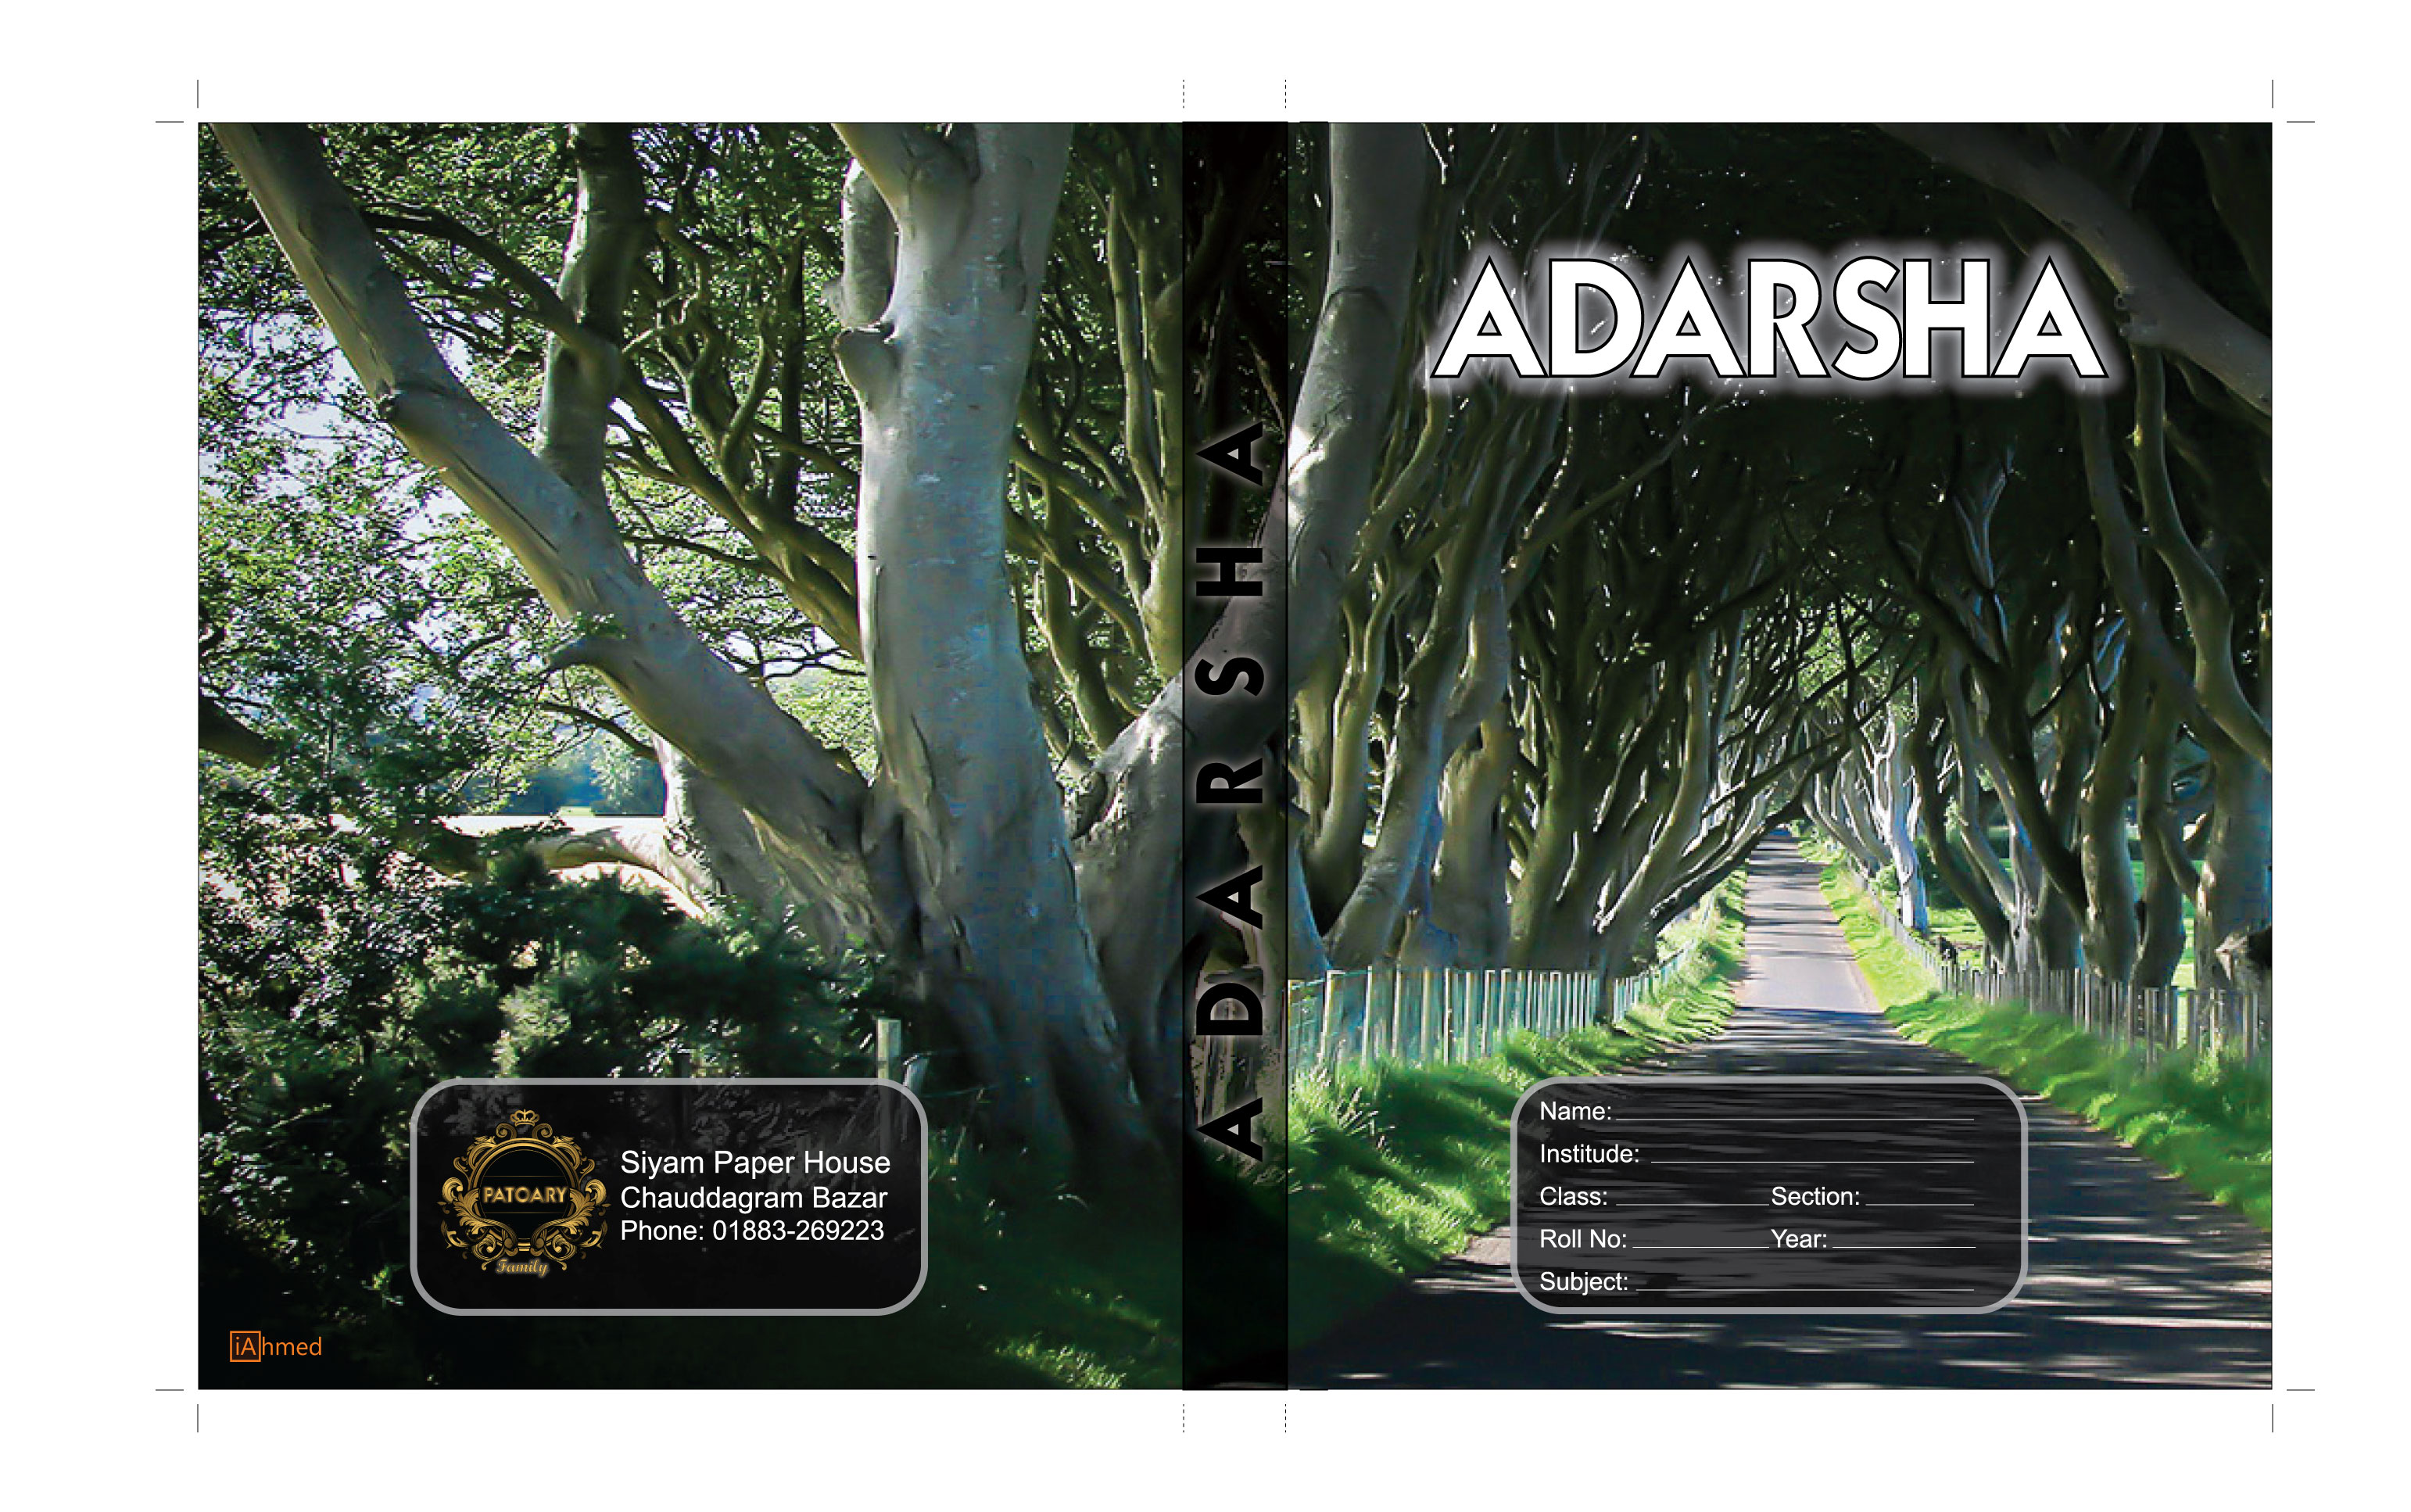 ADARSHA
ADARSHA
Name:
Institude:
Class: Section:
Roll No: Year:
Subject:
PATOARY
Family
Siyam Paper House
Chauddagram Bazar
Phone: 01883-269223
iAhmed